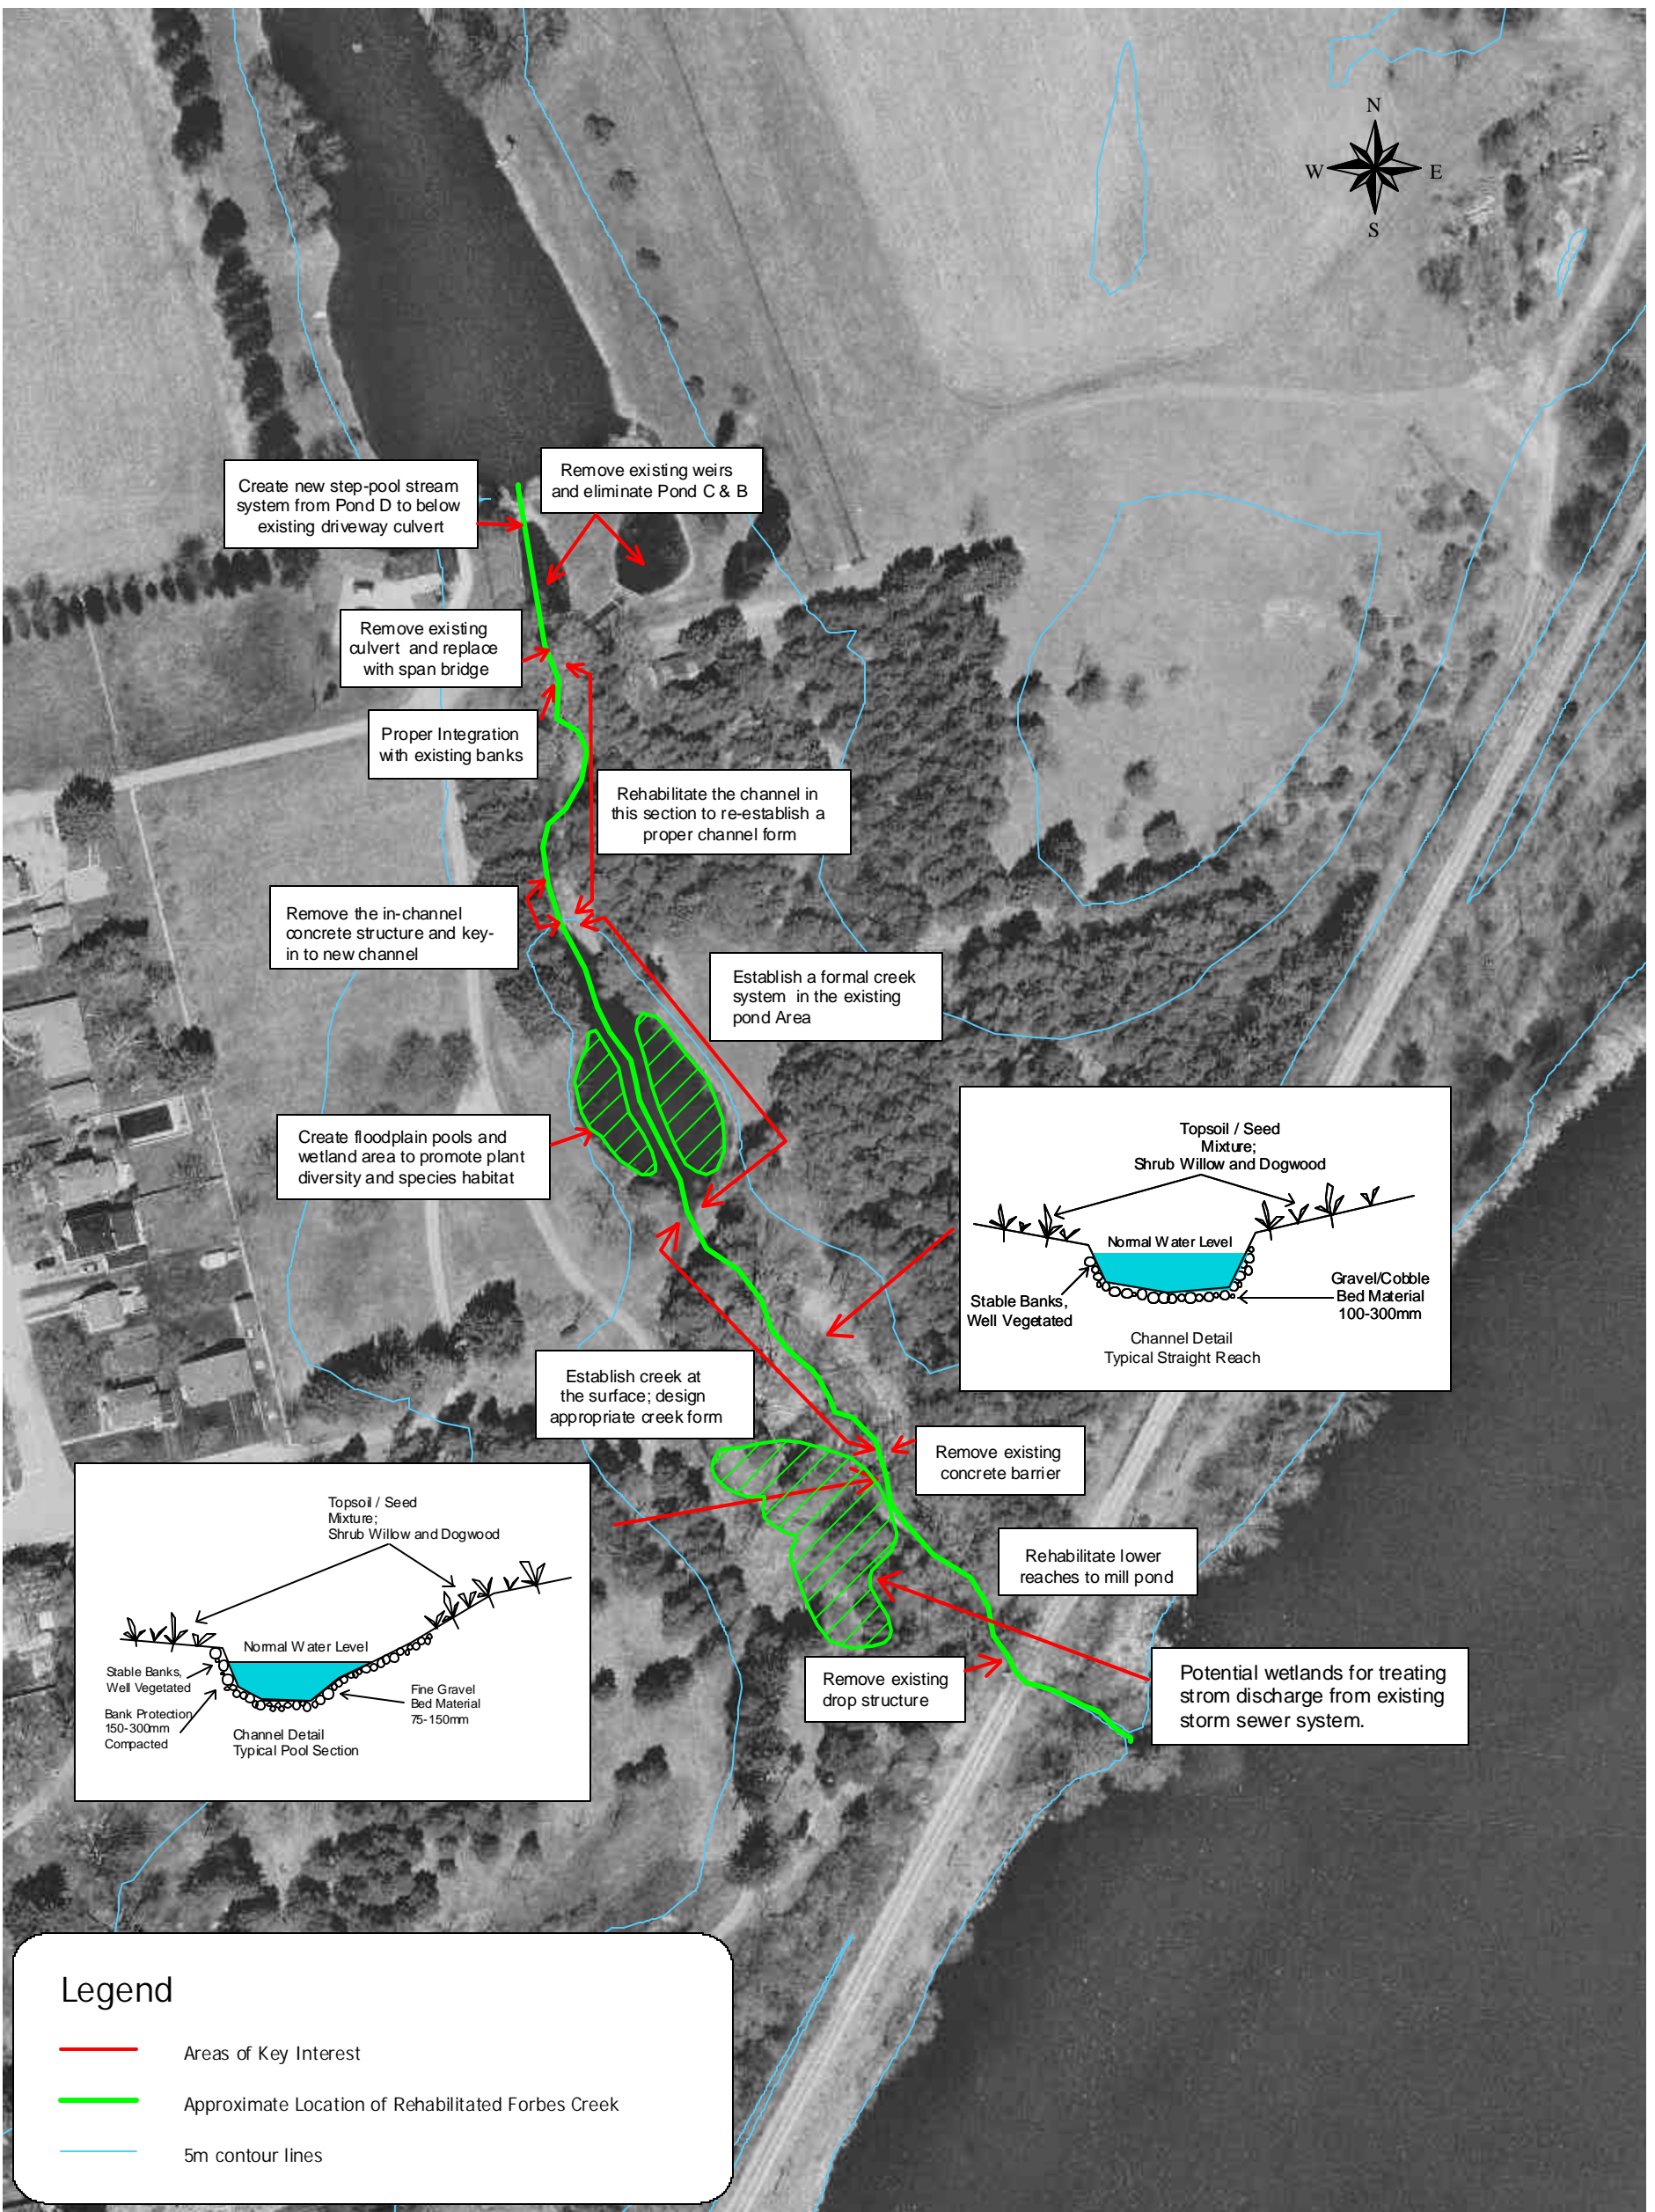 N
W
E
S
Create new step-pool stream
system from Pond D to below
existing driveway culvert
Remove existing weirs
and eliminate Pond C & B
Remove existing
culvert and replace
with span bridge
Proper Integration
with existing banks
Rehabilitate the channel in
this section to re-establish a
proper channel form
Remove the in-channel
concrete structure and key-
in to new channel
Establish a formal creek
system in the existing
pond Area
Create floodplain pools and
wetland area to promote plant
diversity and species habitat
Topsoil / Seed
Mixture;
Shrub Willow and Dogwood
Normal Water Level
Stable Banks,
Well Vegetated
Gravel/Cobble
Bed Material
100-300mm
Channel Detail
Typical Straight Reach
Establish creek at
the surface; design
appropriate creek form
Remove existing
concrete barrier
Topsoil / Seed
Mixture;
Shrub Willow and Dogwood
Normal Water Level
Stable Banks,
Well Vegetated
Bank Protection
150-300mm
Compacted
Fine Gravel
Bed Material
75-150mm
Channel Detail
Typical Pool Section
Rehabilitate lower
reaches to mill pond
Remove existing
drop structure
Potential wetlands for treating
strom discharge from existing
storm sewer system.
Legend
Areas of Key Interest
Approximate Location of Rehabilitated Forbes Creek
5m contour lines